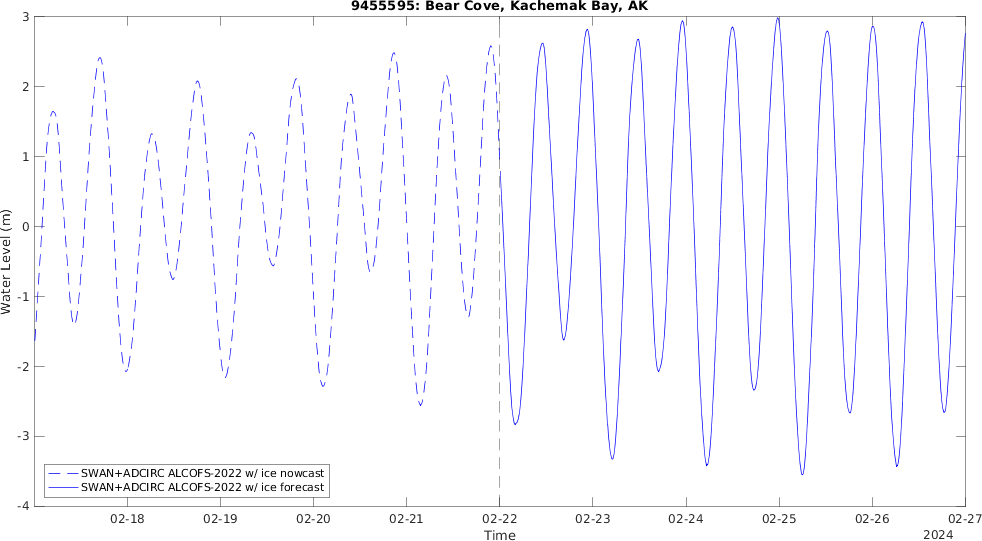 9455595: Bear Cove, Kachemak Bay, AK
3
2
1
0
-1
-2
-3
-4
Water Level (m)
SWAN+ADCIRC ALCOFS-2022 w/ ice nowcast
SWAN+ADCIRC ALCOFS-2022 w/ ice forecast
02-18 02-19 02-20 02-21 02-22 02-23 02-24 02-25 02-26 02-27
Time
2024